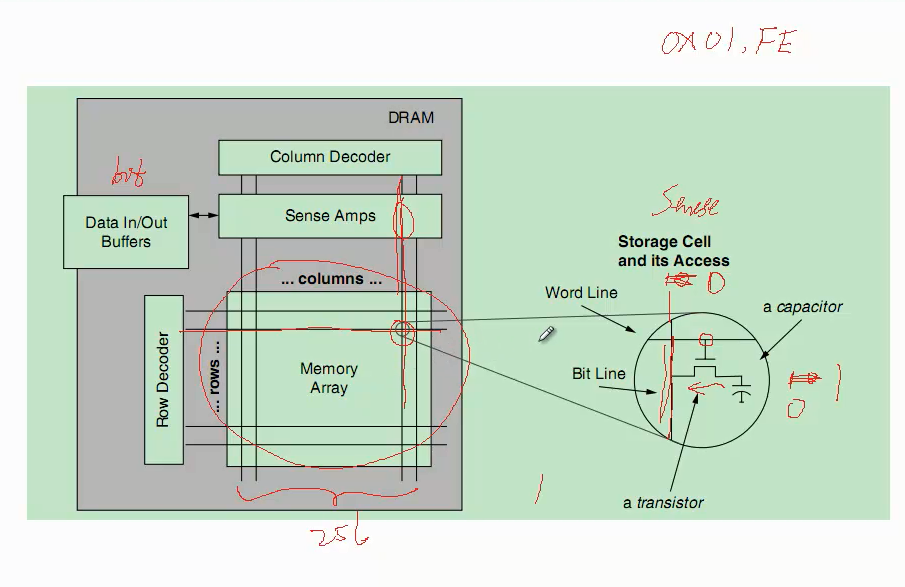 0x01, FE
DRAM
Column Decoder
buf
Data In/Out
Buffers
Sense Amps
Sense
Storage Cell
and its Access
... columns ...
0
Word Line
a capacitor
Row Decoder
... rows ...
Memory
Array
Bit Line
1
0
1
a transistor
256